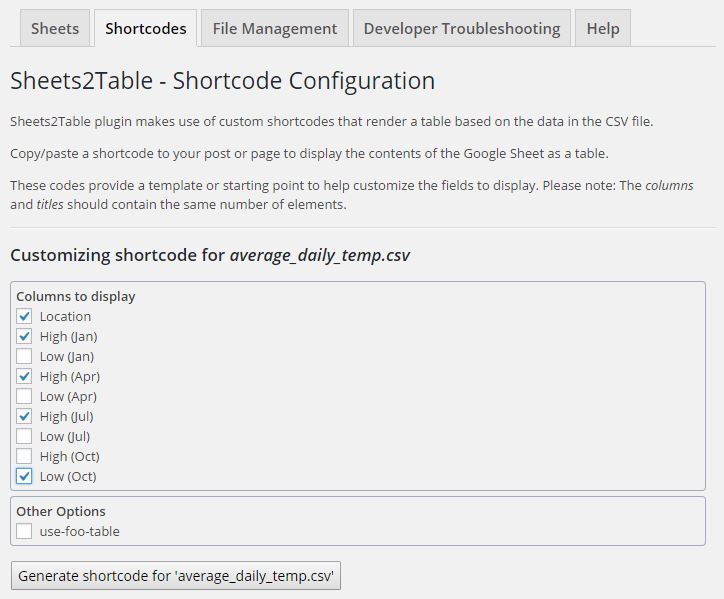 Sheets
Shortcodes
File Management
Developer Troubleshooting
Help
Sheets2Table - Shortcode Configuration
Sheets2Table plugin makes use of custom shortcodes that render a table based on the data in the CSV file.
Copy/paste a shortcode to your post or page to display the contents of the Google Sheet as a table.
These codes provide a template or starting point to help customize the fields to display. Please note: The columns
and titles should contain the same number of elements.
Customizing shortcode for average_daily_temp.csv
Columns to display
Location
High (Jan)
Low (Jan)
High (Apr)
Low (Apr)
High (Jul)
Low (Jul)
High (Oct)
Low (Oct)
Other Options
use-foo-table
Generate shortcode for 'average_daily_temp.csv'